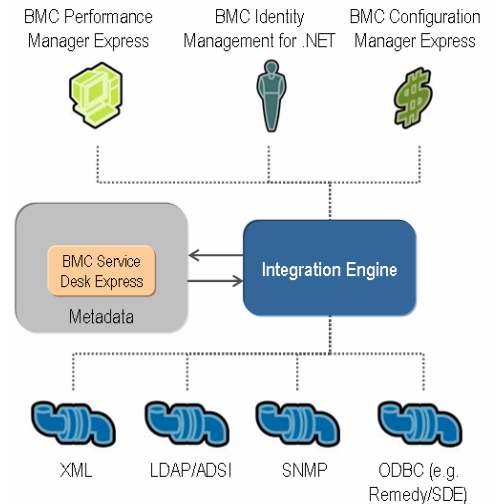 BMC Performance
Manager Express
BMC Identity
Management for .NET
BMC Configuration
Manager Express
BMC Service
Desk Express
Metadata
Integration Engine
XML
LDAP/ADSI
SNMP
ODBC (e.g.
Remedy/SDE)